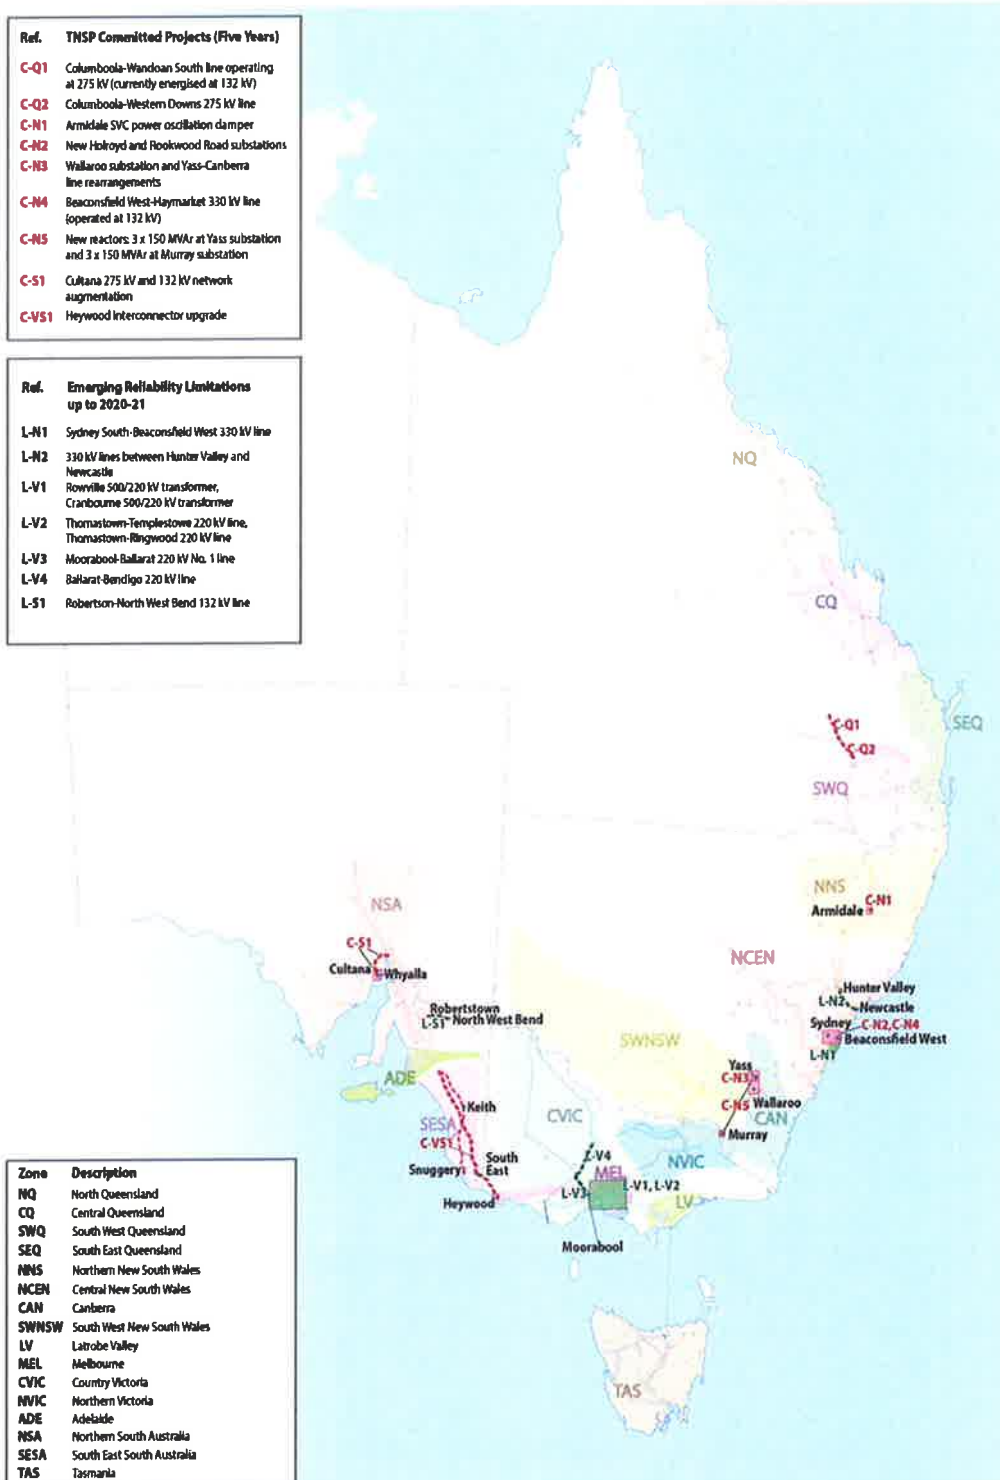 Ref. TNSP Committed Projects (Five Years)
C-Q1 Columboola-Wandoan South line operating
at 275 kV (currently energised at 132 kV)
C-Q2 Columboola-Western Downs 275 kV line
C-N1 Armidale SVC power oscillation damper
C-N2 New Holroyd and Rookwood Road substations
C-N3 Wallaroo substation and Yass-Canberra
line rearrangements
C-N4 Beaconsfield West-Haymarket 330 kV line
(operated at 132 kV)
C-N5 New reactors: 3 x 150 MVAr at Yass substation
and 3 x 150 MVAr at Murray substation
C-S1 Cultana 275 kV and 132 kV network
augmentation
C-VS1 Heywood Interconnector upgrade
Ref. Emerging Reliability Limitations
up to 2020-21
L-N1 Sydney South-Beaconsfield West 330 kV line
L-N2 330 kV lines between Hunter Valley and
Newcastle
L-V1 Rowville 500/220 kV transformer,
Cranbourne 500/220 kV transformer
L-V2 Thomastown-Templestowe 220 kV line,
Thomastown-Ringwood 220 kV line
L-V3 Moorabool-Ballarat 220 kV No. 1 line
L-V4 Ballarat-Bendigo 220 kV line
L-S1 Robertson-North West Bend 132 kV line
NQ
CQ
SEQ
C-Q1
C-Q2
SWQ
NNS
C-N1
Armidale
NSA
C-S1
Cultana
Whyalla
NCEN
Hunter Valley
L-N2
Newcastle
Robertstown
L-S1 North West Bend
Sydney
C-N2, C-N4
Beaconsfield West
L-N1
SWNSW
Yass
C-N3
ADE
C-N5 Wallaroo
Keith
SESA
CVIC
CAN
C-VS1
Murray
L-V4
South
East
NVIC
Snuggery
MEL
L-V3
L-V1, L-V2
Heywood
LV
Moorabool
TAS
Zone Description
NQ North Queensland
CQ Central Queensland
SWQ South West Queensland
SEQ South East Queensland
NNS Northern New South Wales
NCEN Central New South Wales
CAN Canberra
SWNSW South West New South Wales
LV Latrobe Valley
MEL Melbourne
CVIC Country Victoria
NVIC Northern Victoria
ADE Adelaide
NSA Northern South Australia
SESA South East South Australia
TAS Tasmania